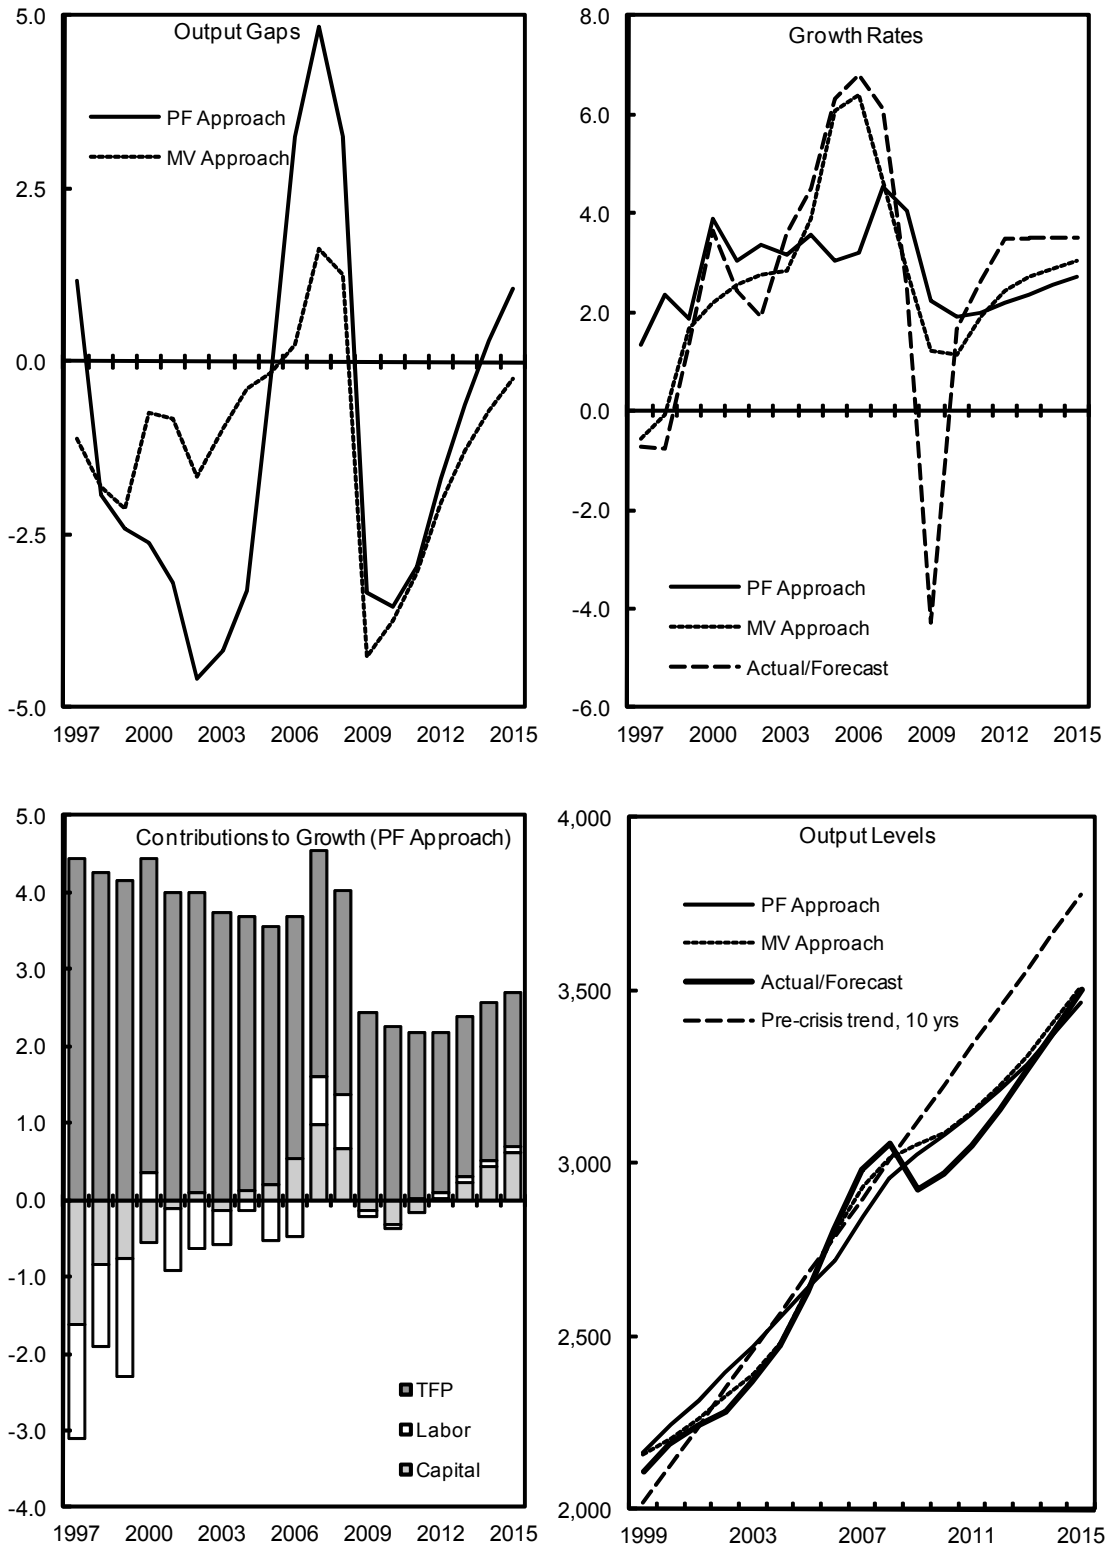 Output Gaps
5.0
2.5
0.0
-2.5
-5.0
PF Approach
MV Approach
1997 2000 2003 2006 2009 2012 2015
Growth Rates
8.0
6.0
4.0
2.0
0.0
-2.0
-4.0
-6.0
PF Approach
MV Approach
Actual/Forecast
1997 2000 2003 2006 2009 2012 2015
Contributions to Growth (PF Approach)
5.0
4.0
3.0
2.0
1.0
0.0
-1.0
-2.0
-3.0
-4.0
TFP
Labor
Capital
1997 2000 2003 2006 2009 2012 2015
Output Levels
4,000
3,500
3,000
2,500
2,000
PF Approach
MV Approach
Actual/Forecast
Pre-crisis trend, 10 yrs
1999 2003 2007 2011 2015